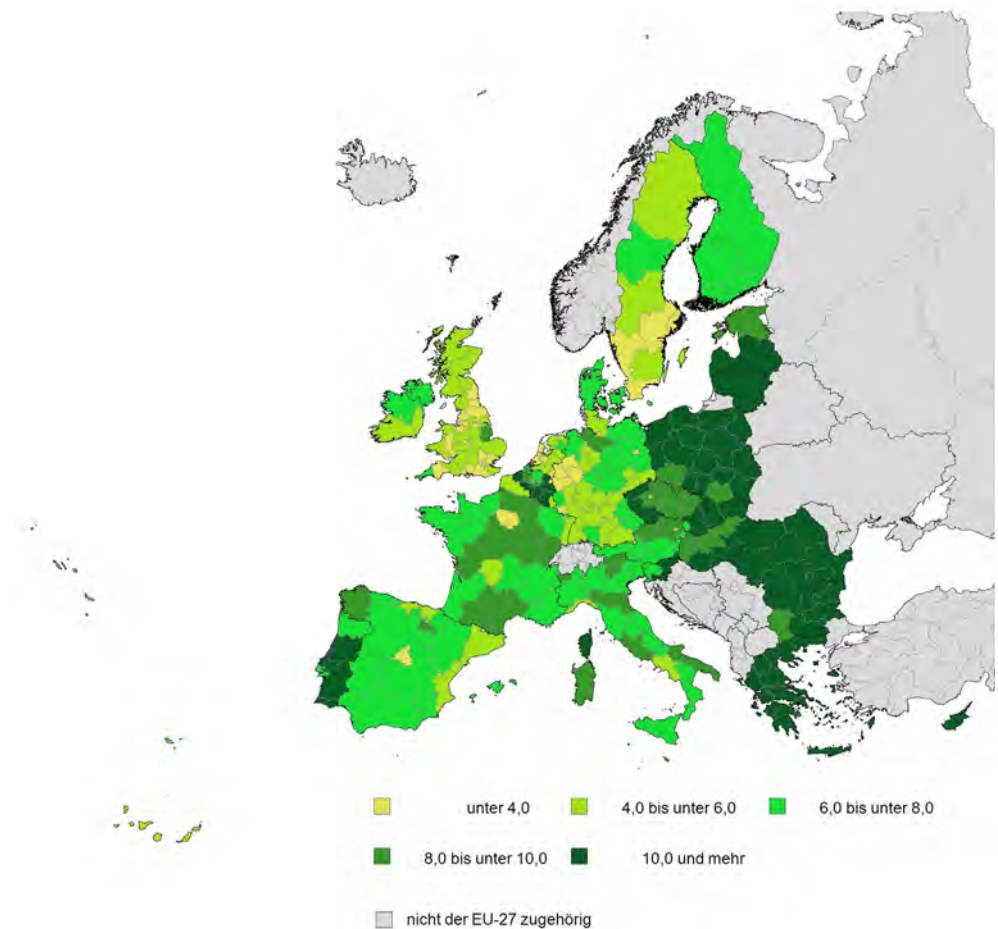 unter 4,0 4,0 bis unter 6,0 6,0 bis unter 8,0
8,0 bis unter 10,0 10,0 und mehr
nicht der EU-27 zugehörig